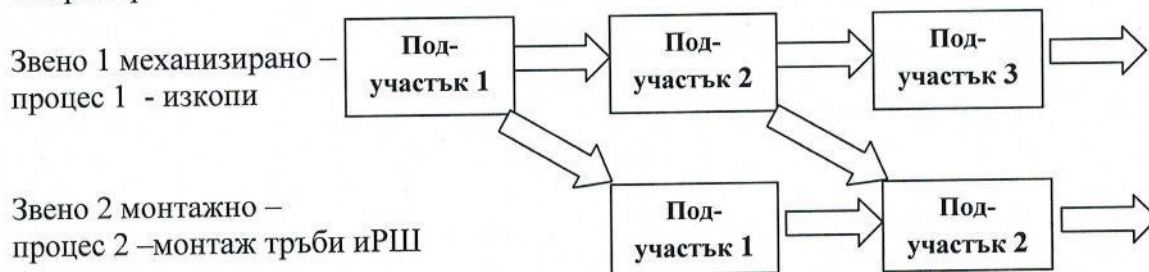 Звено 1 механизирано –
процес 1 - изкопи
Под-
участък 1
Под-
участък 2
Под-
участък 3
Звено 2 монтажно –
процес 2 –монтаж тръби иРШ
Под-
участък 1
Под-
участък 2